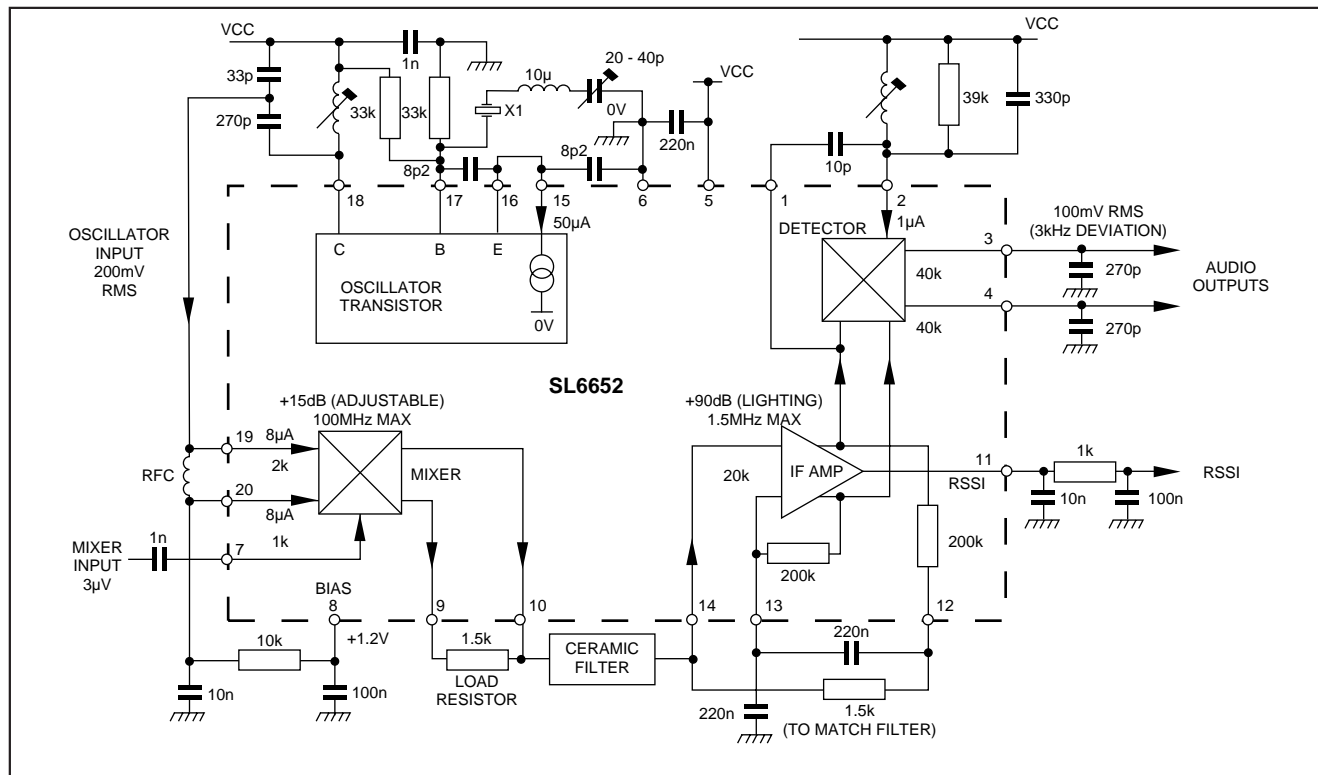 VCC
1n
33p
270p
33k
33k
10µ
X1
20 - 40p
0V
VCC
220n
8p2
8p2
VCC
39k
330p
10p
18
17
16
15
6
5
1
2
OSCILLATOR
INPUT
200mV
RMS
C
B
E
50µA
OSCILLATOR
TRANSISTOR
0V
DETECTOR
1µA
40k
40k
3
4
100mV RMS
(3kHz DEVIATION)
270p
270p
AUDIO
OUTPUTS
SL6652
+15dB (ADJUSTABLE)
100MHz MAX
+90dB (LIGHTING)
1.5MHz MAX
19
8µA
2k
RFC
20
8µA
MIXER
20k
IF AMP
RSSI
11
1k
RSSI
10n
100n
1n
MIXER
INPUT
3µV
7
1k
200k
200k
BIAS
8
+1.2V
9
10
14
13
12
10k
10n
100n
1.5k
LOAD
RESISTOR
CERAMIC
FILTER
220n
220n
1.5k
(TO MATCH FILTER)